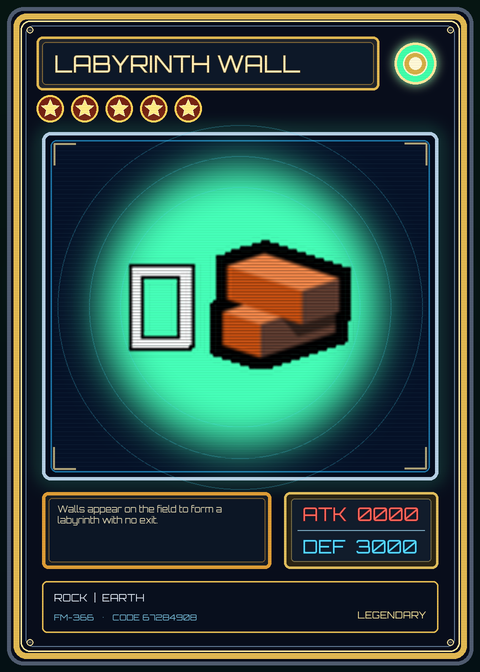 LABYRINTH WALL
Walls appear on the field to form a
labyrinth with no exit.
ATK 0000
DEF 3000
ROCK | EARTH
FM-366 · CODE 67284908
LEGENDARY